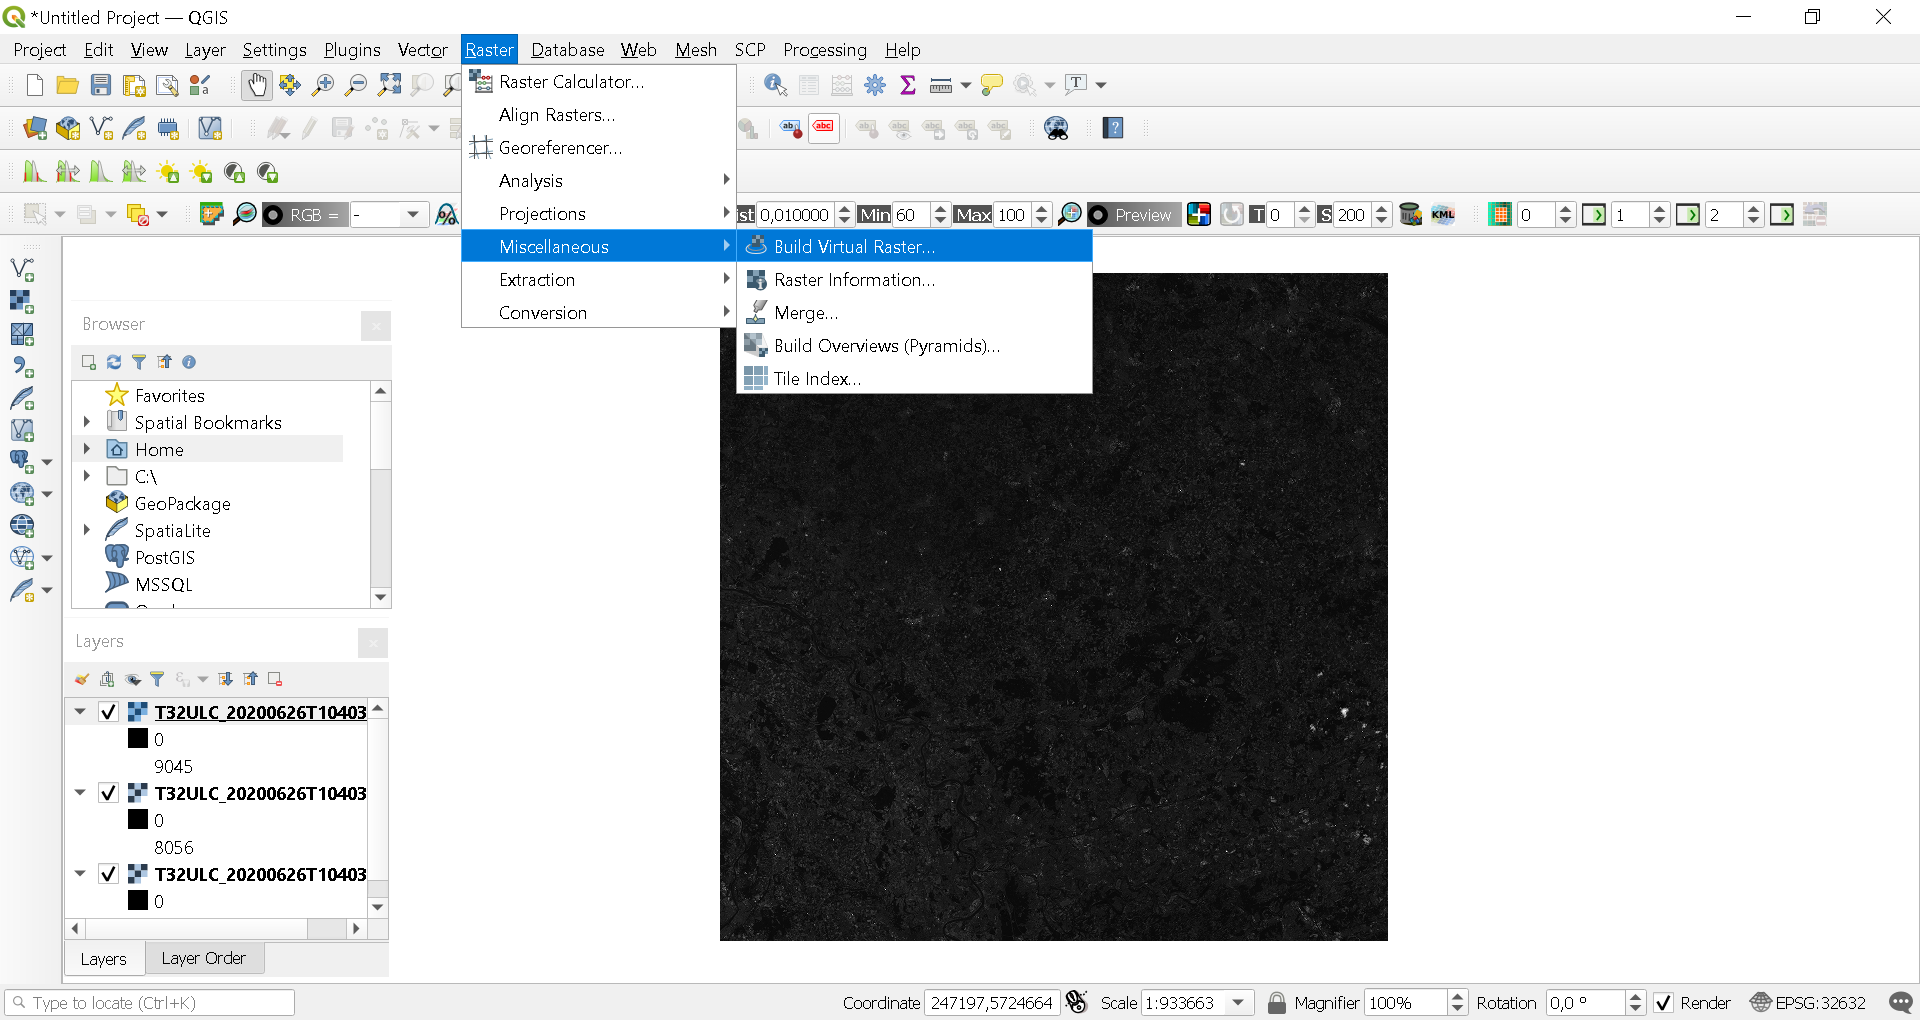 *Untitled Project — QGIS
Project Edit View Layer Settings Plugins Vector Raster Database Web Mesh SCP Processing Help
Raster Calculator...
Align Rasters...
Georeferencer...
Analysis
Projections
Miscellaneous
Extraction
Conversion
Build Virtual Raster...
Raster Information...
Merge...
Build Overviews (Pyramids)...
Tile Index...
abc
RGB = - ist 0,010000 Min 60 Max 100 Preview T 0 S 200 KML 0 1 2
Browser
Favorites
Spatial Bookmarks
Home
C:\
GeoPackage
SpatiaLite
PostGIS
MSSQL
Layers
T32ULC_20200626T10403
0
9045
T32ULC_20200626T10403
0
8056
T32ULC_20200626T10403
0
Layers Layer Order
Type to locate (Ctrl+K) Coordinate 247197,5724664 Scale 1:933663 Magnifier 100% Rotation 0,0 ° Render EPSG:32632